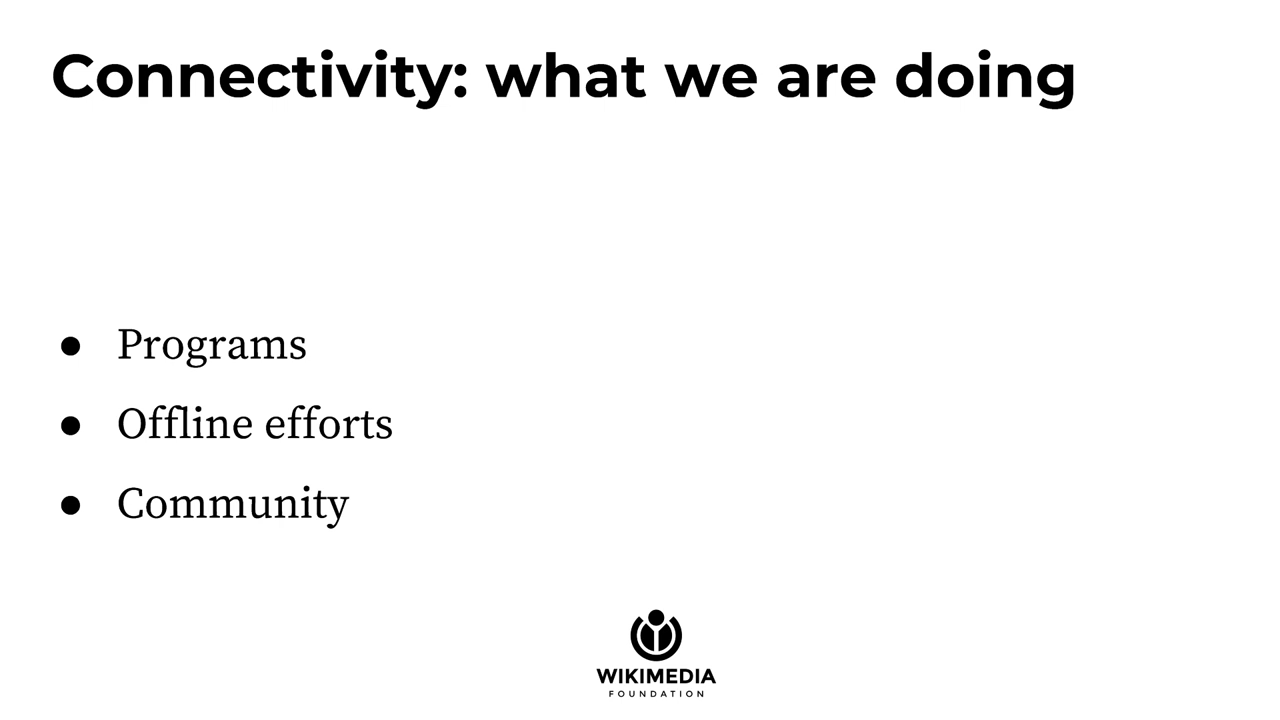 Connectivity: what we are doing
● Programs
● Offline efforts
● Community
WIKIMEDIA
FOUNDATION